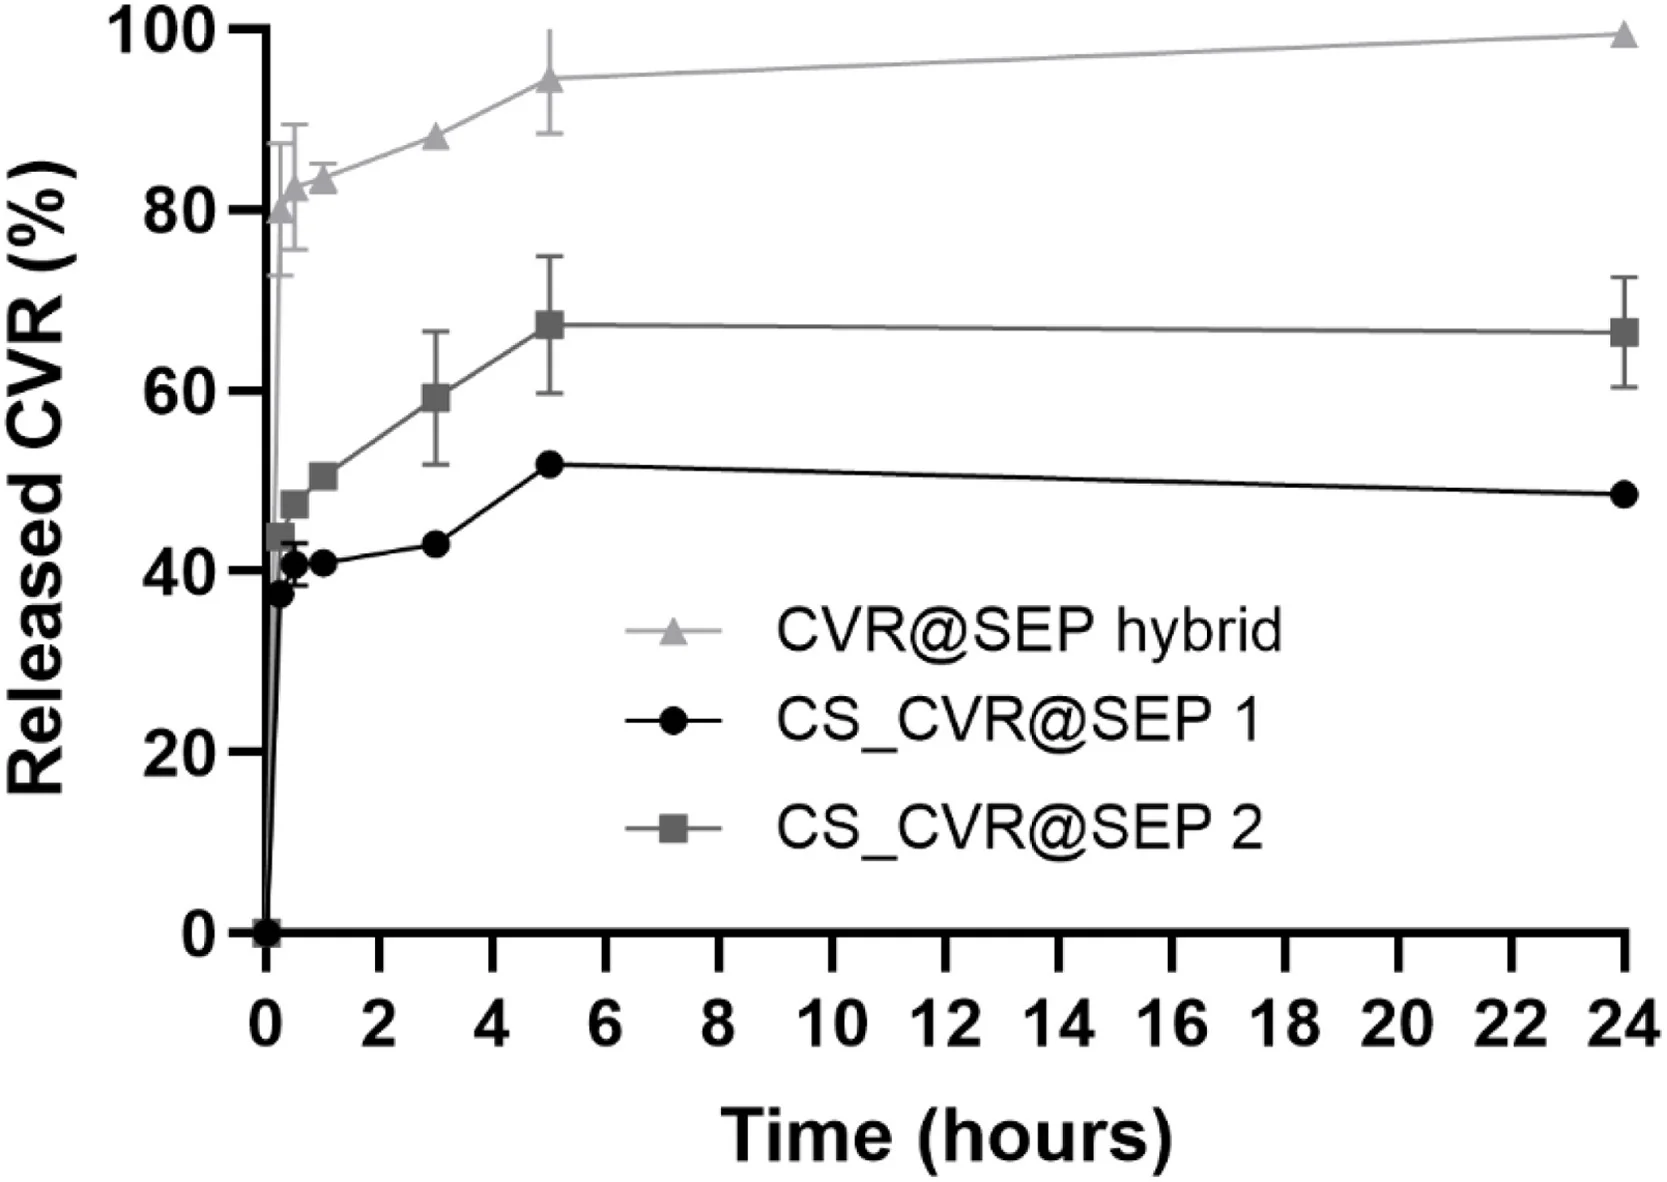 Released CVR (%)
100
80
60
40
20
0
CVR@SEP hybrid
CS_CVR@SEP 1
CS_CVR@SEP 2
0 2 4 6 8 10 12 14 16 18 20 22 24
Time (hours)